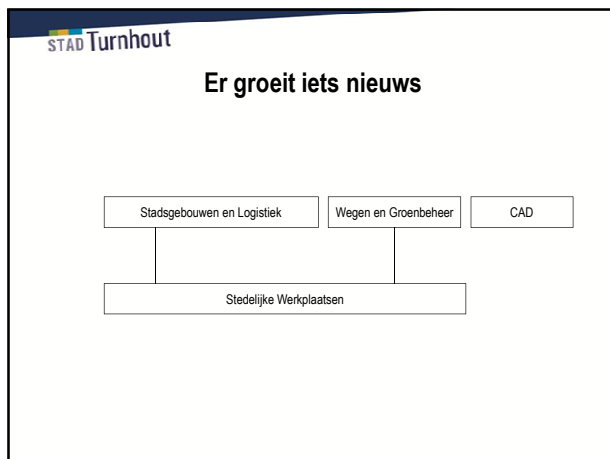 STAD Turnhout
Er groeit iets nieuws
Stadsgebouwen en Logistiek
Wegen en Groenbeheer
CAD
Stedelijke Werkplaatsen